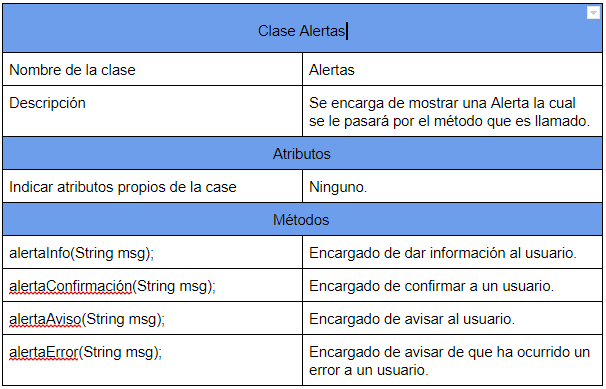 Clase Alertas
Nombre de la clase
Alertas
Descripción
Se encarga de mostrar una Alerta la cual
se le pasará por el método que es llamado.
Atributos
Indicar atributos propios de la case
Ninguno.
Métodos
alertaInfo(String msg);
Encargado de dar información al usuario.
alertaConfirmación(String msg);
Encargado de confirmar a un usuario.
alertaAviso(String msg);
Encargado de avisar al usuario.
alertaError(String msg);
Encargado de avisar de que ha ocurrido un
error a un usuario.